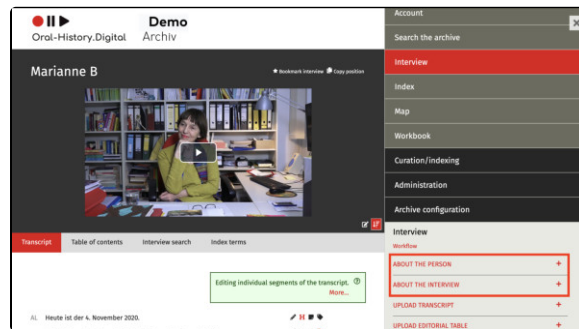 Oral-History.Digital
Demo
Archiv
Marianne B
Bookmark interview
Copy position
Transcript
Table of contents
Interview search
Index terms
Editing individual segments of the transcript.
More...
AL
Heute ist der 4. November 2020.
H
Account
Search the archive
Interview
Index
Map
Workbook
Curation/indexing
Administration
Archive configuration
Interview
Workflow
ABOUT THE PERSON +
ABOUT THE INTERVIEW +
UPLOAD TRANSCRIPT +
UPLOAD EDITORIAL TABLE +